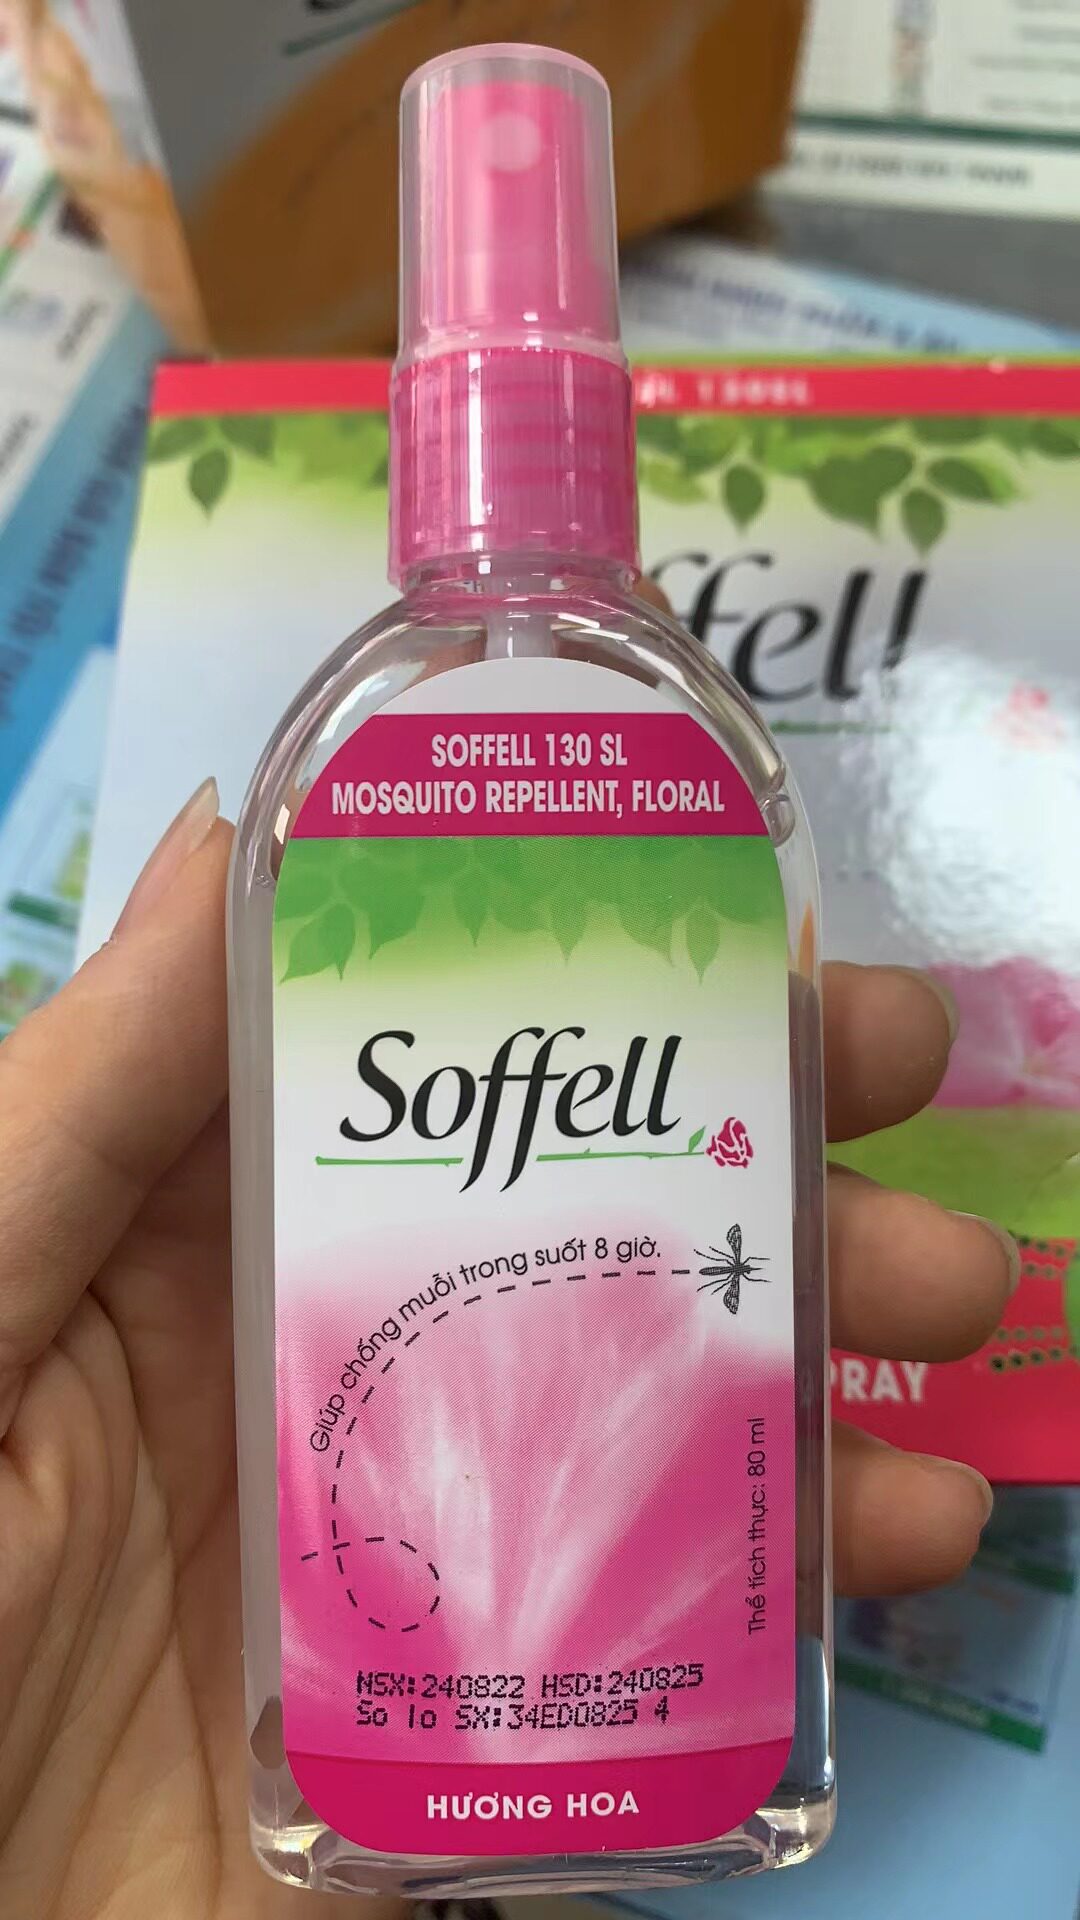 SOFFELL 130 SL
MOSQUITO REPELLENT, FLORAL
Soffell
Giúp chống muỗi trong suốt 8 giờ.
Thể tích thực: 80 ml
NSX:240822 HSD:240825
So lo SX:34ED0825 4
HƯƠNG HOA
ffell
PRAY